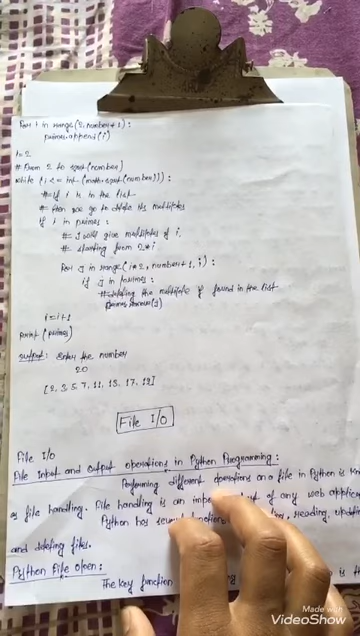 for i in range(2, number+1):
primes.append(i)
i=2
# From 2 to sqrt(number)
while (i <= int (math.sqrt(number))):
# if i is in the list
# then we go to delete its multiples
if i in primes:
# J will give multiples of i,
# starting from 2*i
for J in range(i*2, number+1, i):
if J in primes:
# deleting the multiple if found in the list
primes.remove(J)
i=i+1
print (primes)
output: Enter the number
20
[2, 3, 5, 7, 11, 13, 17, 19]
File I/O
File I/O
File Input and output operations in Python Programming:
Performing different operations on a file in Python is
as file handling. File handling is an of any web
Python has Reading,
and deleting files.
Python File open:
The key function is
Made with
VideoShow